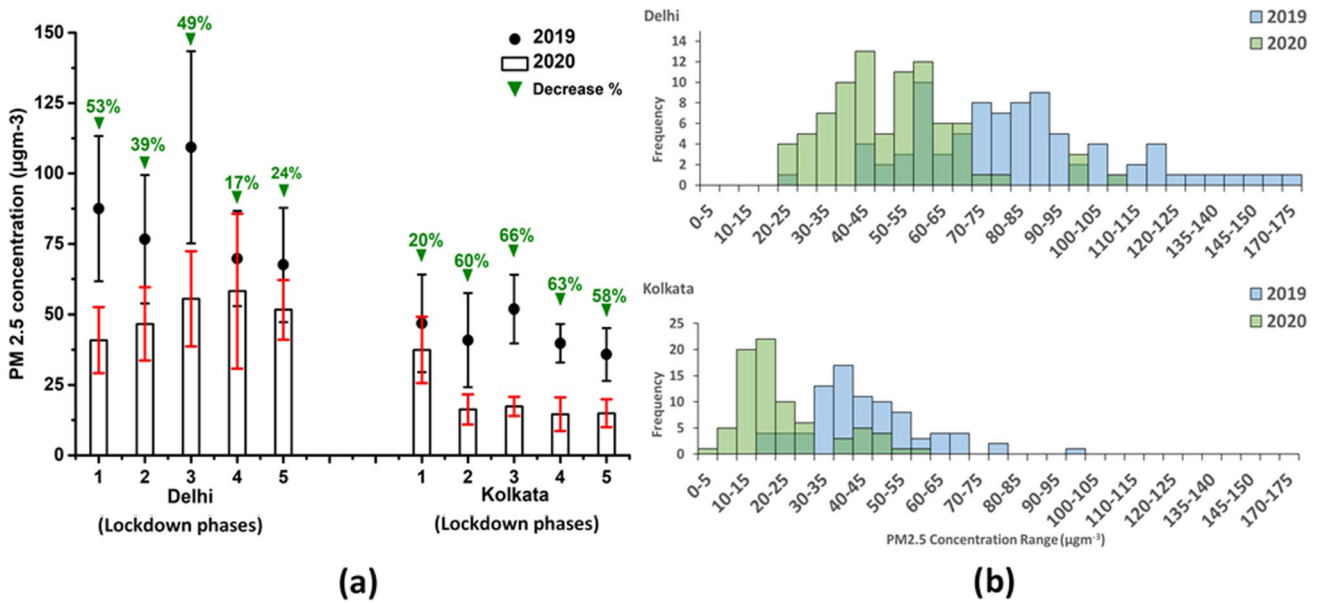 150
125
100
75
50
25
0
PM 2.5 concentration (µgm-3)
2019
2020
Decrease %
53%
39%
49%
17%
24%
20%
60%
66%
63%
58%
1 2 3 4 5 1 2 3 4 5
Delhi Kolkata
(Lockdown phases) (Lockdown phases)
(a)
Delhi
2019
2020
14
12
10
8
6
4
2
0
Frequency
0-5 10-15 20-25 30-35 40-45 50-55 60-65 70-75 80-85 90-95 100-105 110-115 120-125 135-140 145-150 170-175
Kolkata
2019
2020
25
20
15
10
5
0
Frequency
0-5 10-15 20-25 30-35 40-45 50-55 60-65 70-75 80-85 90-95 100-105 110-115 120-125 135-140 145-150 170-175
PM2.5 Concentration Range (µgm⁻³)
(b)